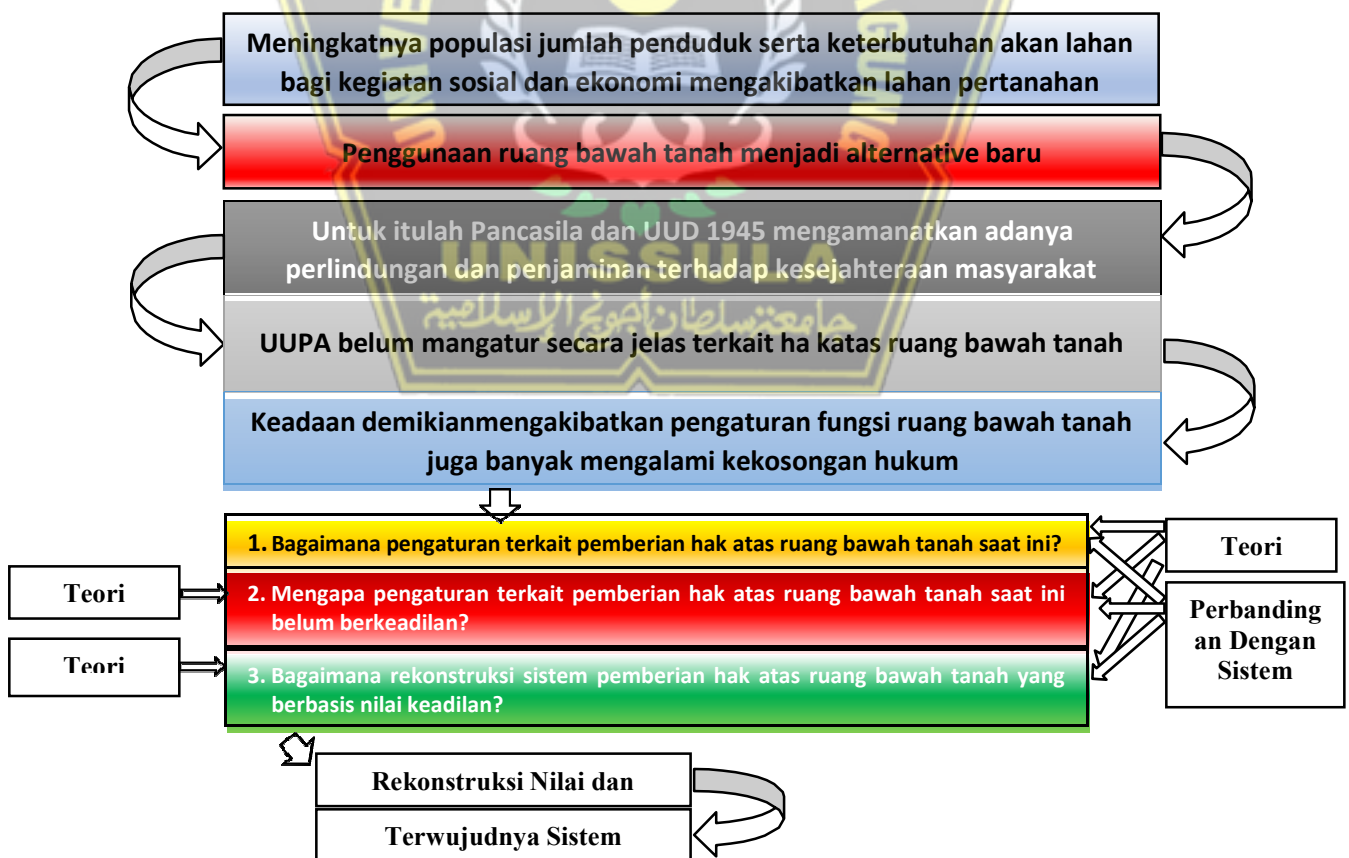 Meningkatnya populasi jumlah penduduk serta keterbutuhan akan lahan
bagi kegiatan sosial dan ekonomi mengakibatkan lahan pertanahan
Penggunaan ruang bawah tanah menjadi alternative baru
Untuk itulah Pancasila dan UUD 1945 mengamanatkan adanya
perlindungan dan penjaminan terhadap kesejahteraan masyarakat
UNISSULA
جامعتسلطان أجونج الإسلامية
UUPA belum mangatur secara jelas terkait ha katas ruang bawah tanah
Keadaan demikianmengakibatkan pengaturan fungsi ruang bawah tanah
juga banyak mengalami kekosongan hukum
1. Bagaimana pengaturan terkait pemberian hak atas ruang bawah tanah saat ini?
Teori
Teori
2. Mengapa pengaturan terkait pemberian hak atas ruang bawah tanah saat ini
belum berkeadilan?
Perbanding
an Dengan
Sistem
Teori
3. Bagaimana rekonstruksi sistem pemberian hak atas ruang bawah tanah yang
berbasis nilai keadilan?
Rekonstruksi Nilai dan
Terwujudnya Sistem